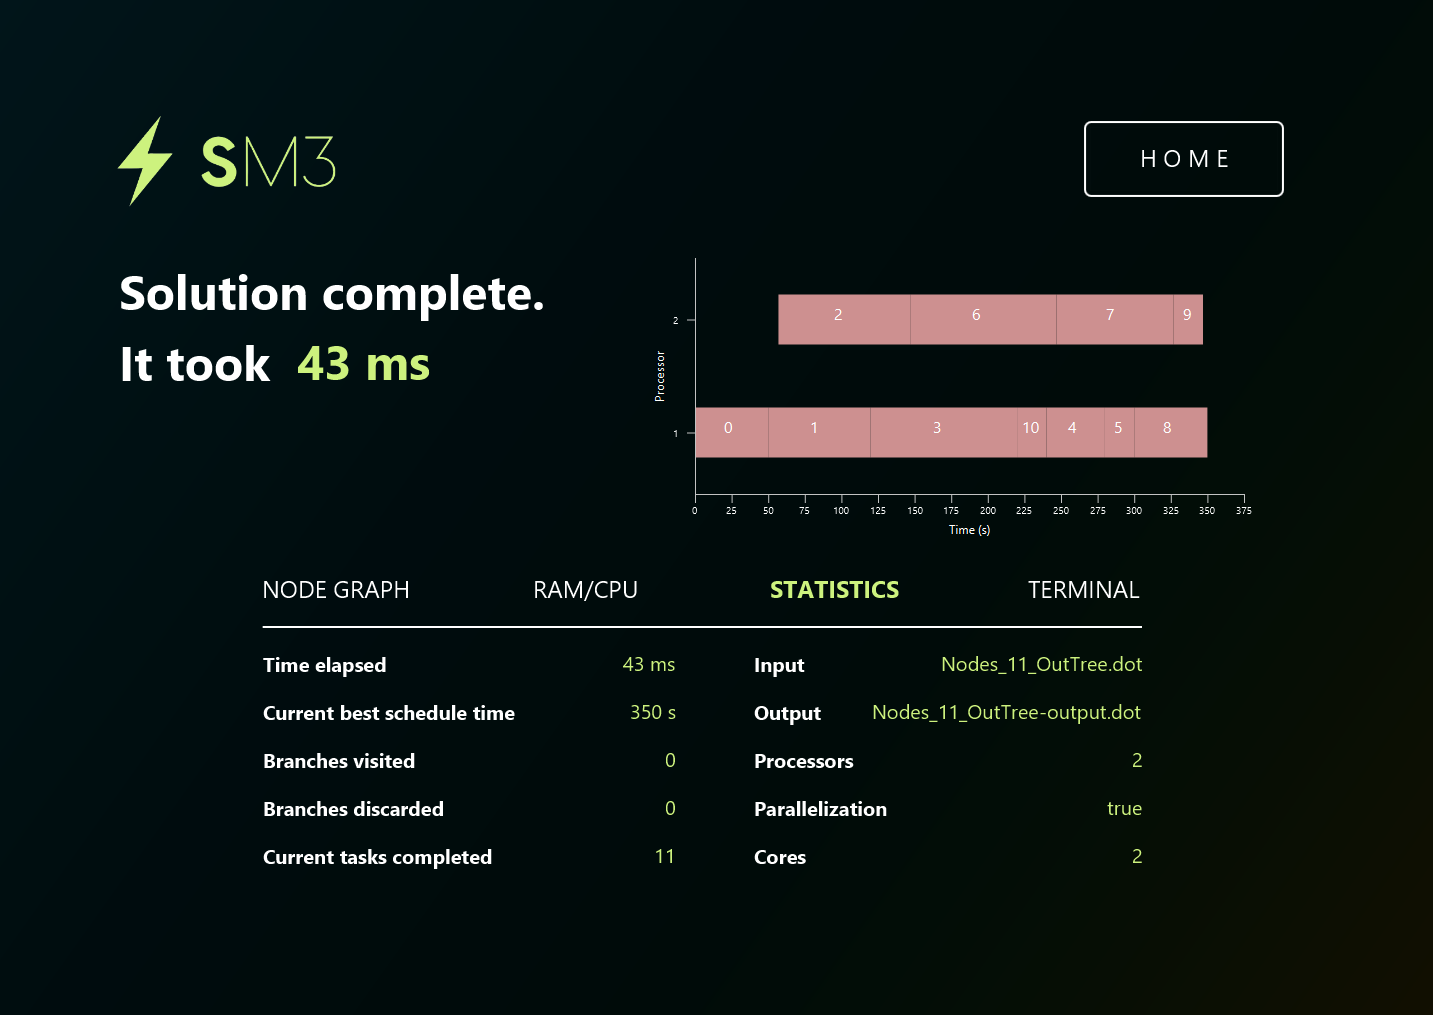 SM3
HOME
Solution complete.
It took 43 ms
2 6 7 9
2
Processor
0 1 3 10 4 5 8
1
0 25 50 75 100 125 150 175 200 225 250 275 300 325 350 375
Time (s)
NODE GRAPH RAM/CPU STATISTICS TERMINAL
Time elapsed 43 ms Input Nodes_11_OutTree.dot
Current best schedule time 350 s Output Nodes_11_OutTree-output.dot
Branches visited 0 Processors 2
Branches discarded 0 Parallelization true
Current tasks completed 11 Cores 2